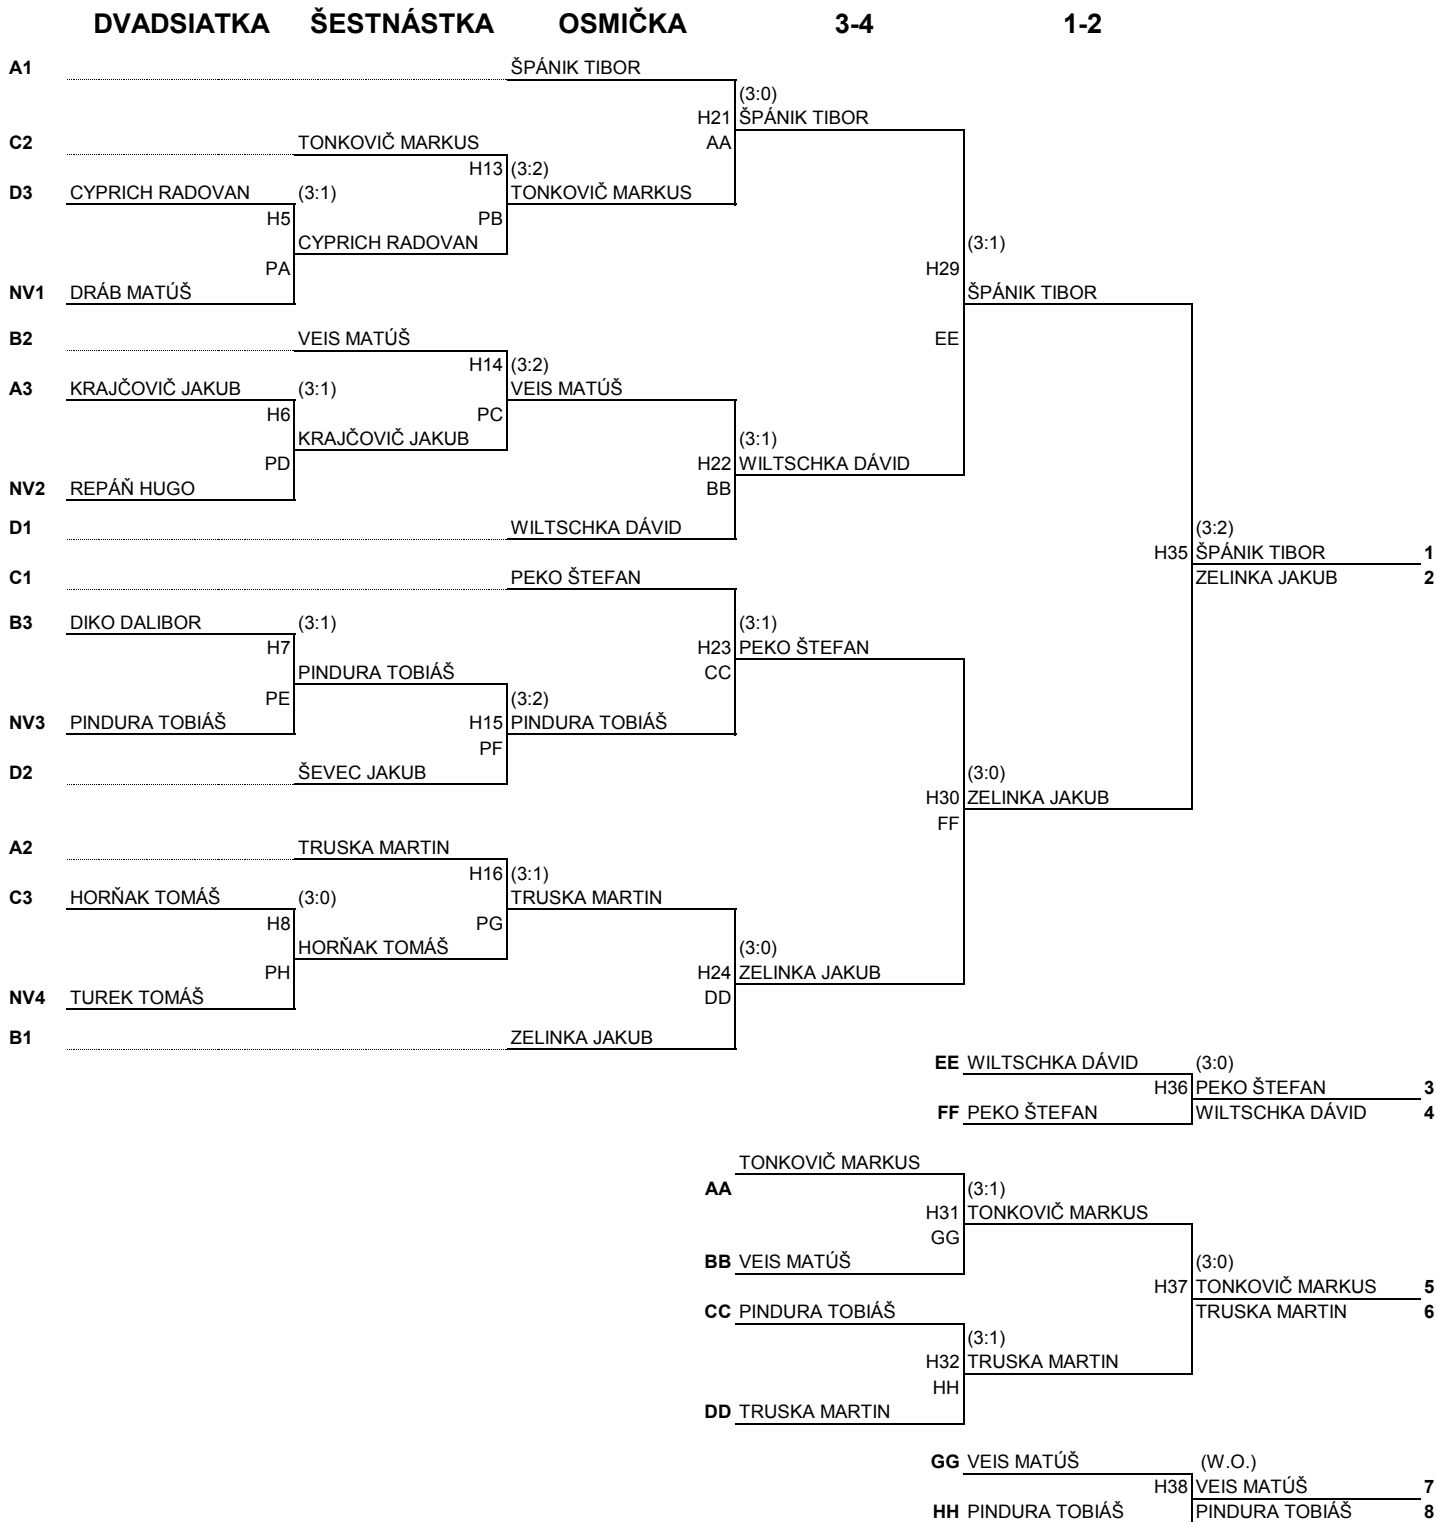 DVADSIATKA ŠESTNÁSTKA OSMIČKA 3-4 1-2
A1 ŠPÁNIK TIBOR
(3:0)
H21 ŠPÁNIK TIBOR
C2 TONKOVIČ MARKUS AA
H13 (3:2)
D3 CYPRICH RADOVAN (3:1) TONKOVIČ MARKUS
H5 PB
CYPRICH RADOVAN (3:1)
PA H29
NV1 DRÁB MATÚŠ ŠPÁNIK TIBOR
B2 VEIS MATÚŠ EE
H14 (3:2)
A3 KRAJČOVIČ JAKUB (3:1) VEIS MATÚŠ
H6 PC
KRAJČOVIČ JAKUB (3:1)
PD H22 WILTSCHKA DÁVID
NV2 REPÁŇ HUGO BB
D1 WILTSCHKA DÁVID (3:2)
H35 ŠPÁNIK TIBOR 1
C1 PEKO ŠTEFAN ZELINKA JAKUB 2
B3 DIKO DALIBOR (3:1) (3:1)
H7 H23 PEKO ŠTEFAN
PINDURA TOBIÁŠ CC
PE (3:2)
NV3 PINDURA TOBIÁŠ H15 PINDURA TOBIÁŠ
PF
D2 ŠEVEC JAKUB (3:0)
H30 ZELINKA JAKUB
FF
A2 TRUSKA MARTIN
H16 (3:1)
C3 HORŇAK TOMÁŠ (3:0) TRUSKA MARTIN
H8 PG
HORŇAK TOMÁŠ (3:0)
PH H24 ZELINKA JAKUB
NV4 TUREK TOMÁŠ DD
B1 ZELINKA JAKUB
EE WILTSCHKA DÁVID (3:0)
H36 PEKO ŠTEFAN 3
FF PEKO ŠTEFAN WILTSCHKA DÁVID 4
TONKOVIČ MARKUS
AA (3:1)
H31 TONKOVIČ MARKUS
GG
BB VEIS MATÚŠ (3:0)
H37 TONKOVIČ MARKUS 5
CC PINDURA TOBIÁŠ TRUSKA MARTIN 6
(3:1)
H32 TRUSKA MARTIN
HH
DD TRUSKA MARTIN
GG VEIS MATÚŠ (W.O.)
H38 VEIS MATÚŠ 7
HH PINDURA TOBIÁŠ PINDURA TOBIÁŠ 8